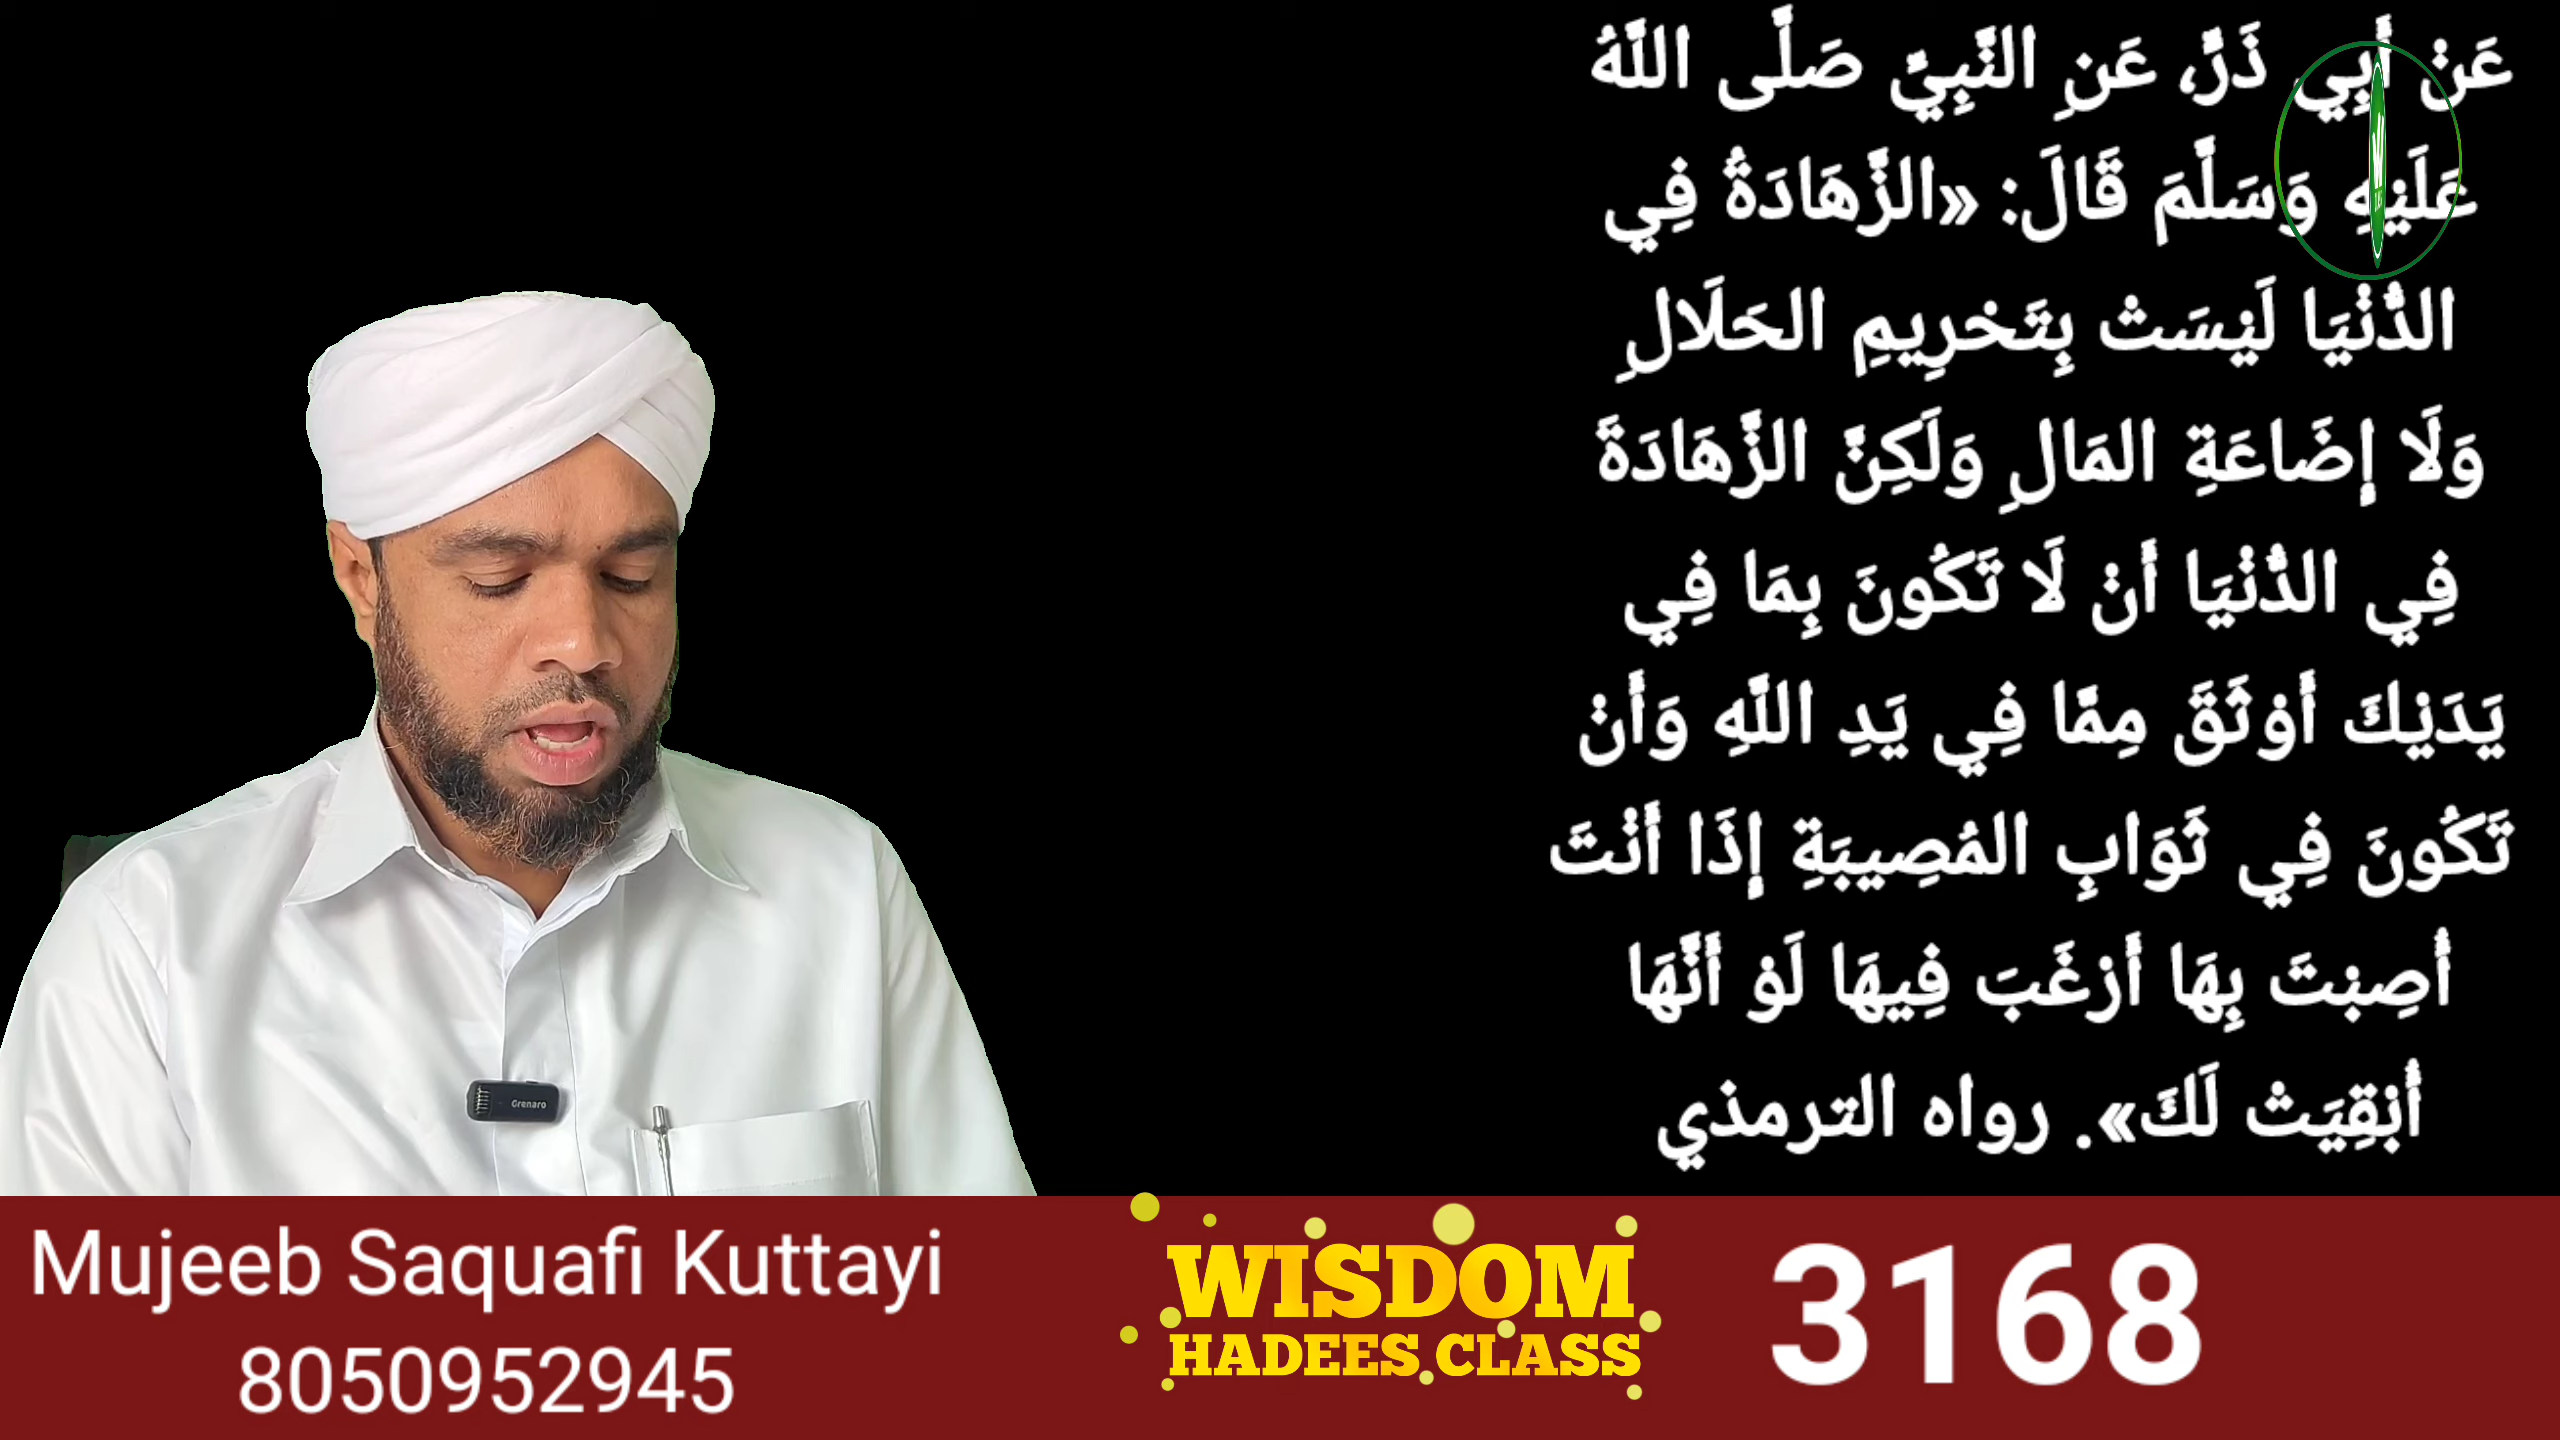 عَنْ أَبِي ذَرٍّ، عَنِ النَّبِيِّ صَلَّى اللَّهُ
عَلَيْهِ وَسَلَّمَ قَالَ: «الزَّهَادَةُ فِي
الدُّنْيَا لَيْسَتْ بِتَحْرِيمِ الحَلَالِ
وَلَا إِضَاعَةِ المَالِ وَلَكِنَّ الزَّهَادَةَ
فِي الدُّنْيَا أَنْ لَا تَكُونَ بِمَا فِي
يَدَيْكَ أَوْثَقَ مِمَّا فِي يَدِ اللَّهِ وَأَنْ
تَكُونَ فِي ثَوَابِ المُصِيبَةِ إِذَا أَنْتَ
أُصِبْتَ بِهَا أَرْغَبَ فِيهَا لَوْ أَنَّهَا
أُبْقِيَتْ لَكَ». رواه الترمذي
Grenaro
Mujeeb Saquafi Kuttayi
8050952945
WISDOM
HADEES CLASS
3168